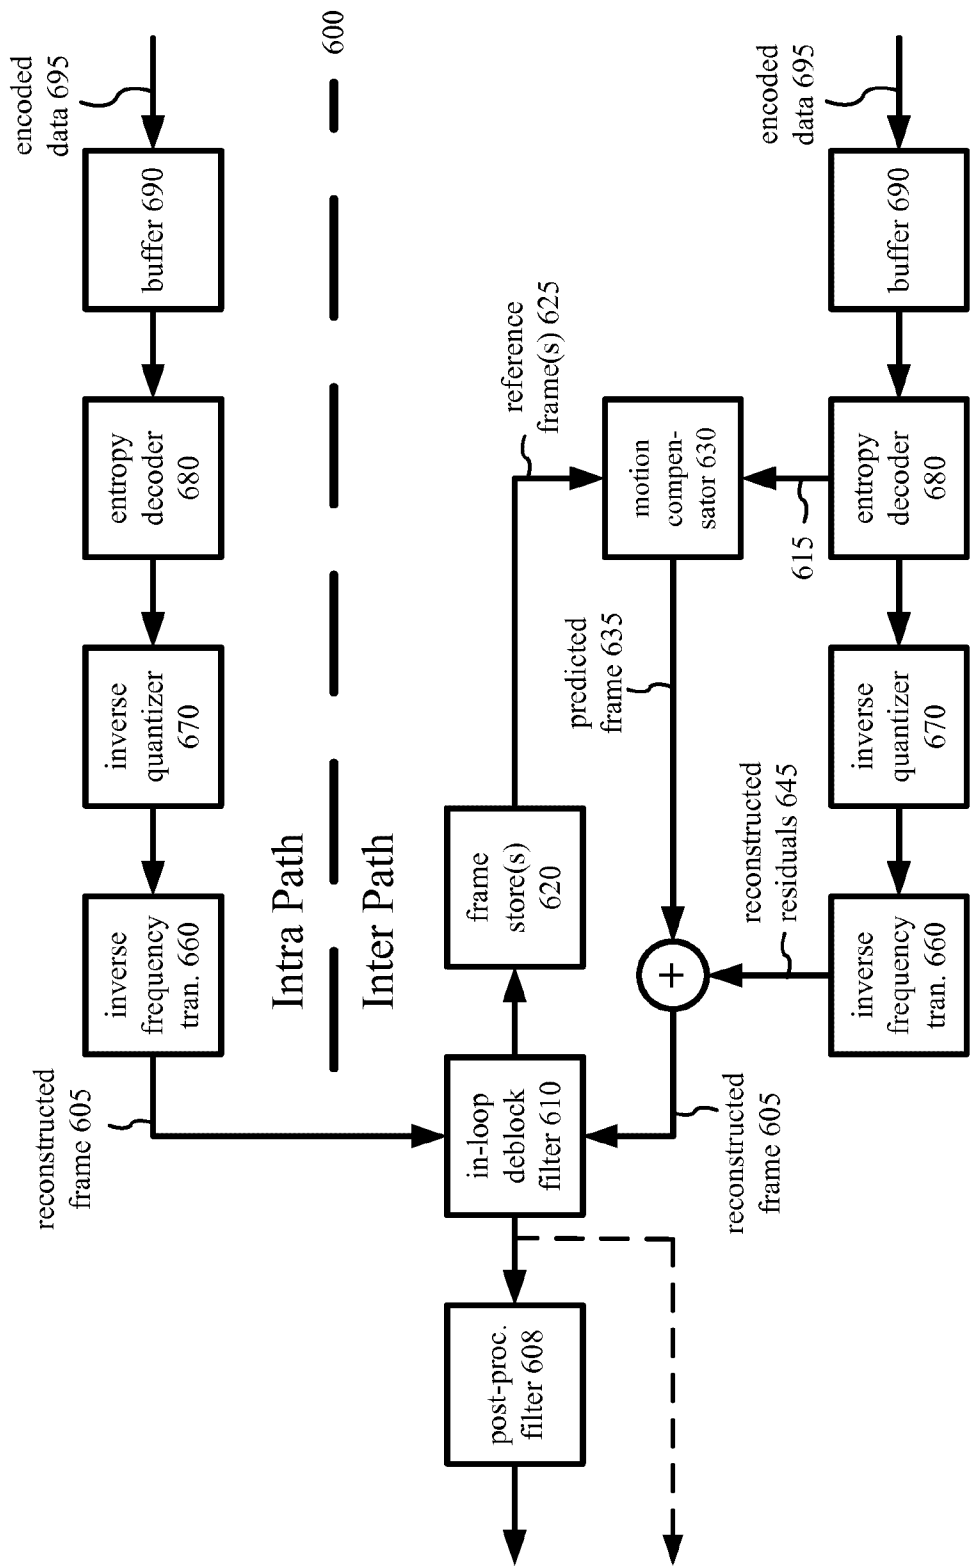 600
encoded
data 695
buffer 690
entropy
decoder
680
inverse
quantizer
670
inverse
frequency
tran. 660
reconstructed
frame 605
Intra Path
Inter Path
reference
frame(s) 625
frame
store(s)
620
in-loop
deblock
filter 610
post-proc.
filter 608
motion
compen-
sator 630
predicted
frame 635
615
reconstructed
residuals 645
reconstructed
frame 605
encoded
data 695
buffer 690
entropy
decoder
680
inverse
quantizer
670
inverse
frequency
tran. 660